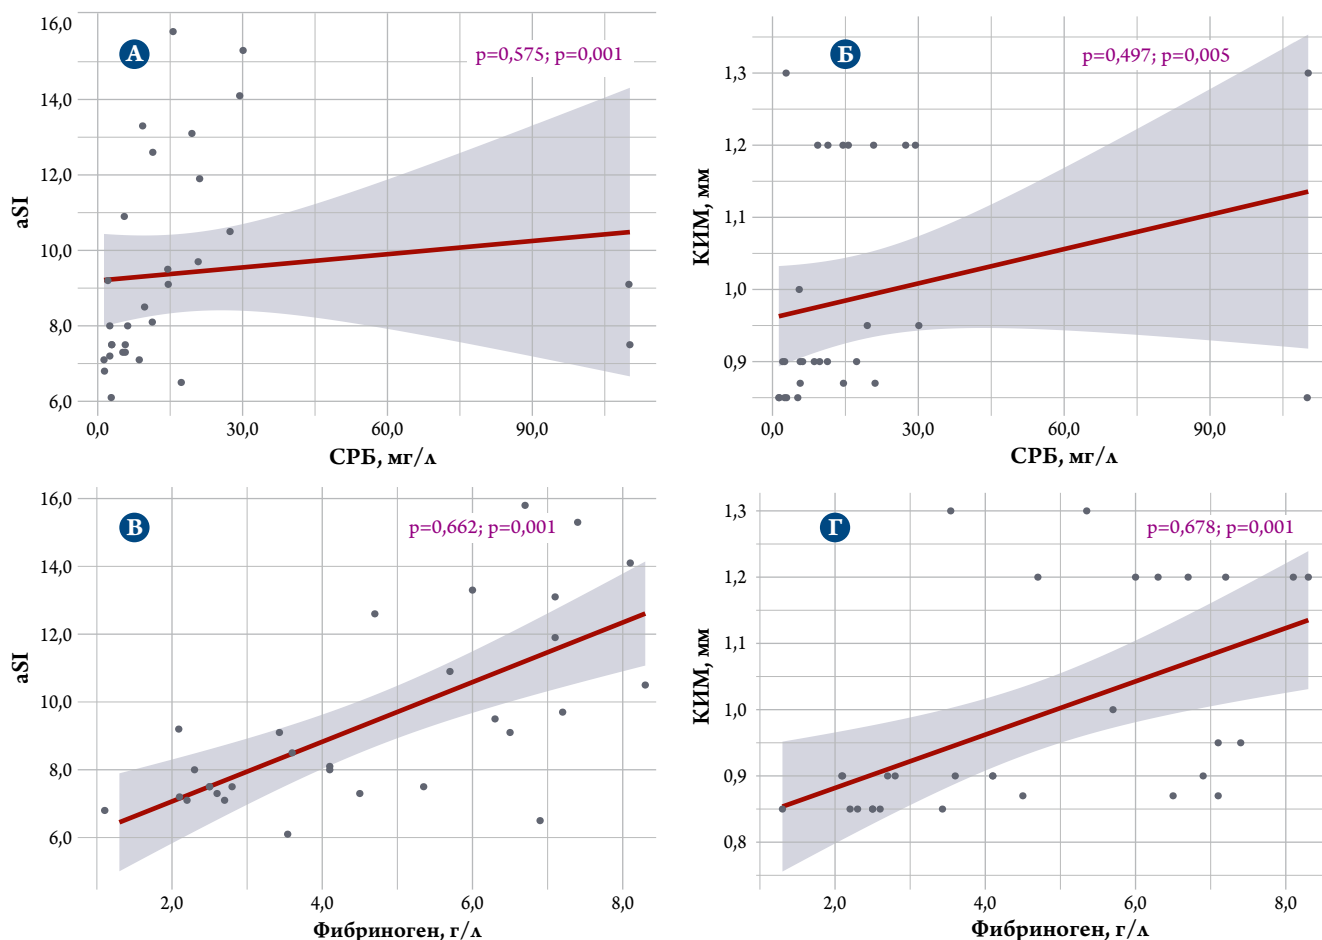 А
р=0,575; р=0,001
aSI
16,0
14,0
12,0
10,0
8,0
6,0
0,0 30,0 60,0 90,0
СРБ, мг/л
Б
р=0,497; р=0,005
КИМ, мм
1,3
1,2
1,1
1,0
0,9
0,0 30,0 60,0 90,0
СРБ, мг/л
В
р=0,662; р=0,001
aSI
16,0
14,0
12,0
10,0
8,0
6,0
2,0 4,0 6,0 8,0
Фибриноген, г/л
Г
р=0,678; р=0,001
КИМ, мм
1,3
1,2
1,1
1,0
0,9
0,8
2,0 4,0 6,0 8,0
Фибриноген, г/л